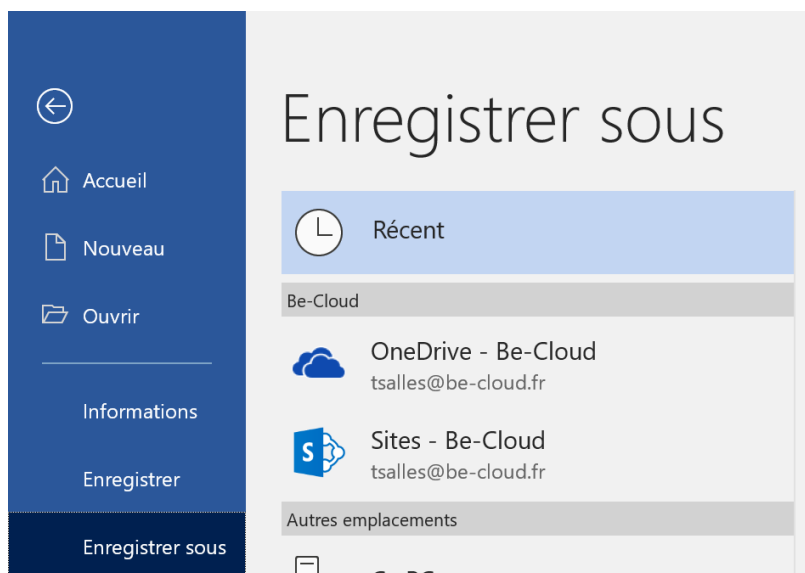 Enregistrer sous
Accueil
Nouveau
Ouvrir
Informations
Enregistrer
Enregistrer sous
Récent
Be-Cloud
OneDrive - Be-Cloud
tsalles@be-cloud.fr
Sites - Be-Cloud
tsalles@be-cloud.fr
Autres emplacements